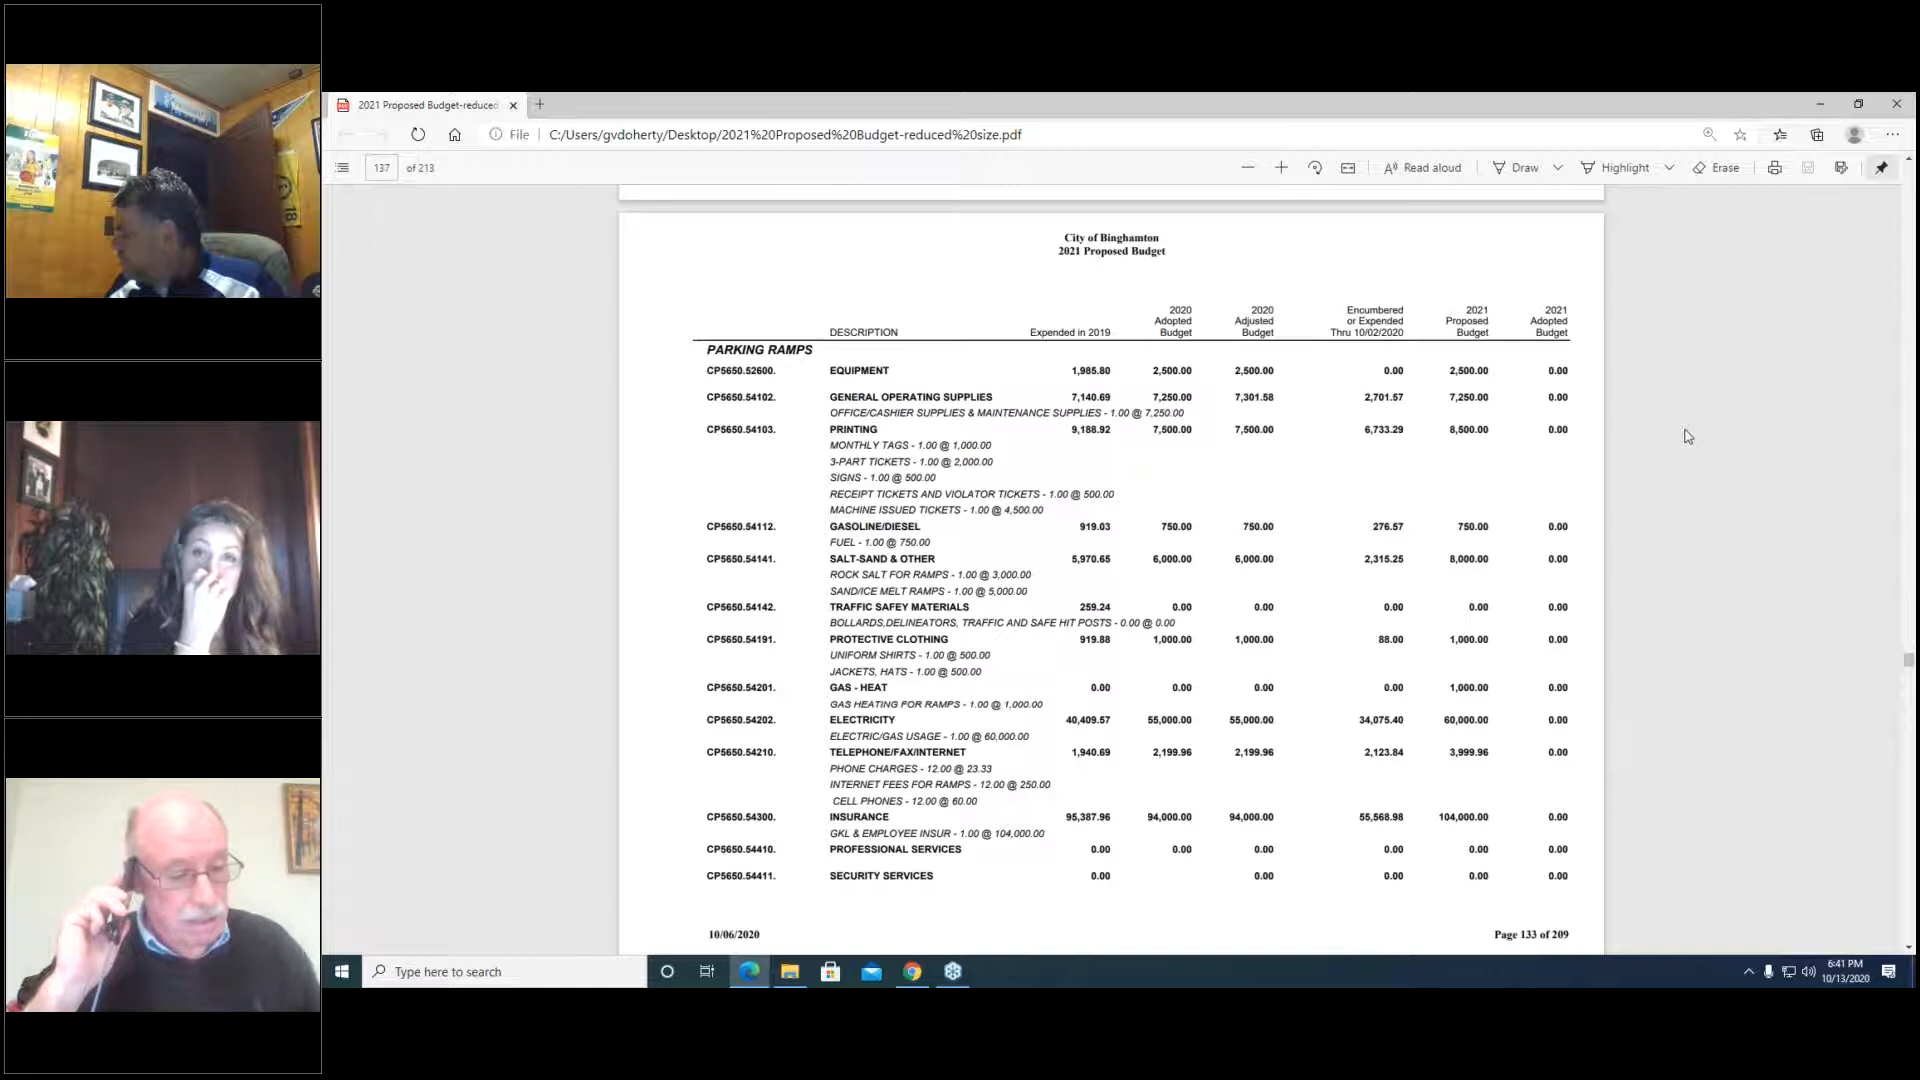 2021 Proposed Budget-reduced
File C:/Users/gvdoherty/Desktop/2021%20Proposed%20Budget-reduced%20size.pdf
137 of 213 Read aloud Draw Highlight Erase
City of Binghamton
2021 Proposed Budget
DESCRIPTION Expended in 2019 2020 Adopted Budget 2020 Adjusted Budget Encumbered or Expended Thru 10/02/2020 2021 Proposed Budget 2021 Adopted Budget
PARKING RAMPS
CP5650.52600. EQUIPMENT 1,985.80 2,500.00 2,500.00 0.00 2,500.00 0.00
CP5650.54102. GENERAL OPERATING SUPPLIES 7,140.69 7,250.00 7,301.58 2,701.57 7,250.00 0.00
OFFICE/CASHIER SUPPLIES & MAINTENANCE SUPPLIES - 1.00 @ 7,250.00
CP5650.54103. PRINTING 9,188.92 7,500.00 7,500.00 6,733.29 8,500.00 0.00
MONTHLY TAGS - 1.00 @ 1,000.00
3-PART TICKETS - 1.00 @ 2,000.00
SIGNS - 1.00 @ 500.00
RECEIPT TICKETS AND VIOLATOR TICKETS - 1.00 @ 500.00
MACHINE ISSUED TICKETS - 1.00 @ 4,500.00
CP5650.54112. GASOLINE/DIESEL 919.03 750.00 750.00 276.57 750.00 0.00
FUEL - 1.00 @ 750.00
CP5650.54141. SALT-SAND & OTHER 5,970.65 6,000.00 6,000.00 2,315.25 8,000.00 0.00
ROCK SALT FOR RAMPS - 1.00 @ 3,000.00
SAND/ICE MELT RAMPS - 1.00 @ 5,000.00
CP5650.54142. TRAFFIC SAFEY MATERIALS 259.24 0.00 0.00 0.00 0.00 0.00
BOLLARDS,DELINEATORS, TRAFFIC AND SAFE HIT POSTS - 0.00 @ 0.00
CP5650.54191. PROTECTIVE CLOTHING 919.88 1,000.00 1,000.00 88.00 1,000.00 0.00
UNIFORM SHIRTS - 1.00 @ 500.00
JACKETS, HATS - 1.00 @ 500.00
CP5650.54201. GAS - HEAT 0.00 0.00 0.00 0.00 1,000.00 0.00
GAS HEATING FOR RAMPS - 1.00 @ 1,000.00
CP5650.54202. ELECTRICITY 40,409.57 55,000.00 55,000.00 34,075.40 60,000.00 0.00
ELECTRIC/GAS USAGE - 1.00 @ 60,000.00
CP5650.54210. TELEPHONE/FAX/INTERNET 1,940.69 2,199.96 2,199.96 2,123.84 3,999.96 0.00
PHONE CHARGES - 12.00 @ 23.33
INTERNET FEES FOR RAMPS - 12.00 @ 250.00
CELL PHONES - 12.00 @ 60.00
CP5650.54300. INSURANCE 95,387.96 94,000.00 94,000.00 55,568.98 104,000.00 0.00
GKL & EMPLOYEE INSUR - 1.00 @ 104,000.00
CP5650.54410. PROFESSIONAL SERVICES 0.00 0.00 0.00 0.00 0.00 0.00
CP5650.54411. SECURITY SERVICES 0.00 0.00 0.00 0.00 0.00
10/06/2020 Page 133 of 209
Type here to search
6:41 PM
10/13/2020
18